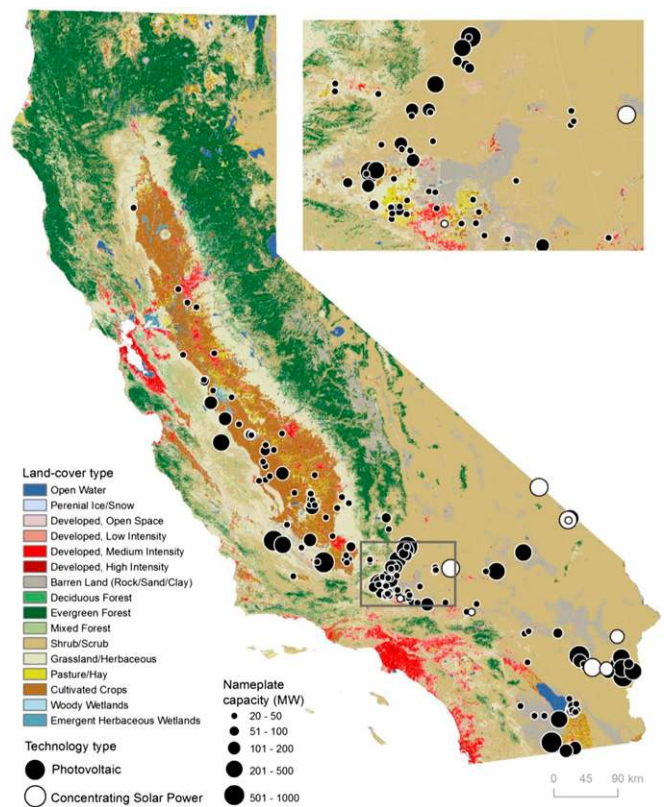 Land-cover type
Open Water
Perenial Ice/Snow
Developed, Open Space
Developed, Low Intensity
Developed, Medium Intensity
Developed, High Intensity
Barren Land (Rock/Sand/Clay)
Deciduous Forest
Evergreen Forest
Mixed Forest
Shrub/Scrub
Grassland/Herbaceous
Pasture/Hay
Cultivated Crops
Woody Wetlands
Emergent Herbaceous Wetlands
Technology type
Photovoltaic
Concentrating Solar Power
Nameplate
capacity (MW)
20 - 50
51 - 100
101 - 200
201 - 500
501 - 1000
0 45 90 km